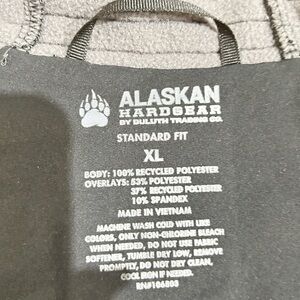 ALASKAN
HARDGEAR
BY DULUTH TRADING CO.
STANDARD FIT
XL
BODY: 100% RECYCLED POLYESTER
OVERLAYS: 53% POLYESTER
37% RECYCLED POLYESTER
10% SPANDEX
MADE IN VIETNAM
MACHINE WASH COLD WITH LIKE
COLORS, ONLY NON-CHLORINE BLEACH
WHEN NEEDED, DO NOT USE FABRIC
SOFTENER, TUMBLE DRY LOW, REMOVE
PROMPTLY, DO NOT DRY CLEAN,
COOL IRON IF NEEDED.
RN#106803